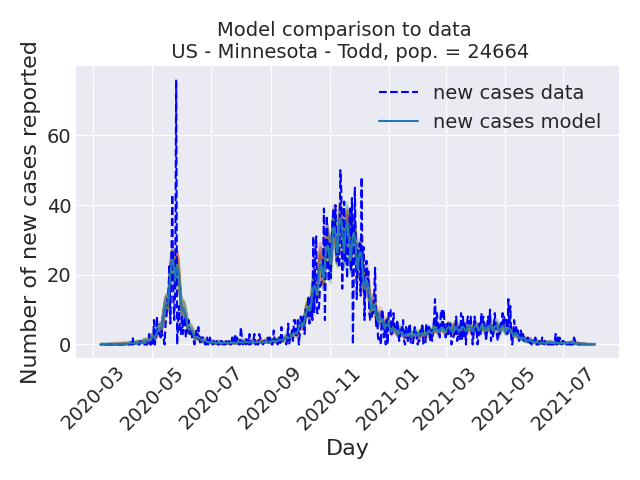 Model comparison to data
US - Minnesota - Todd, pop. = 24664
Number of new cases reported
new cases data
new cases model
60
40
20
0
2020-03
2020-05
2020-07
2020-09
2020-11
2021-01
2021-03
2021-05
2021-07
Day